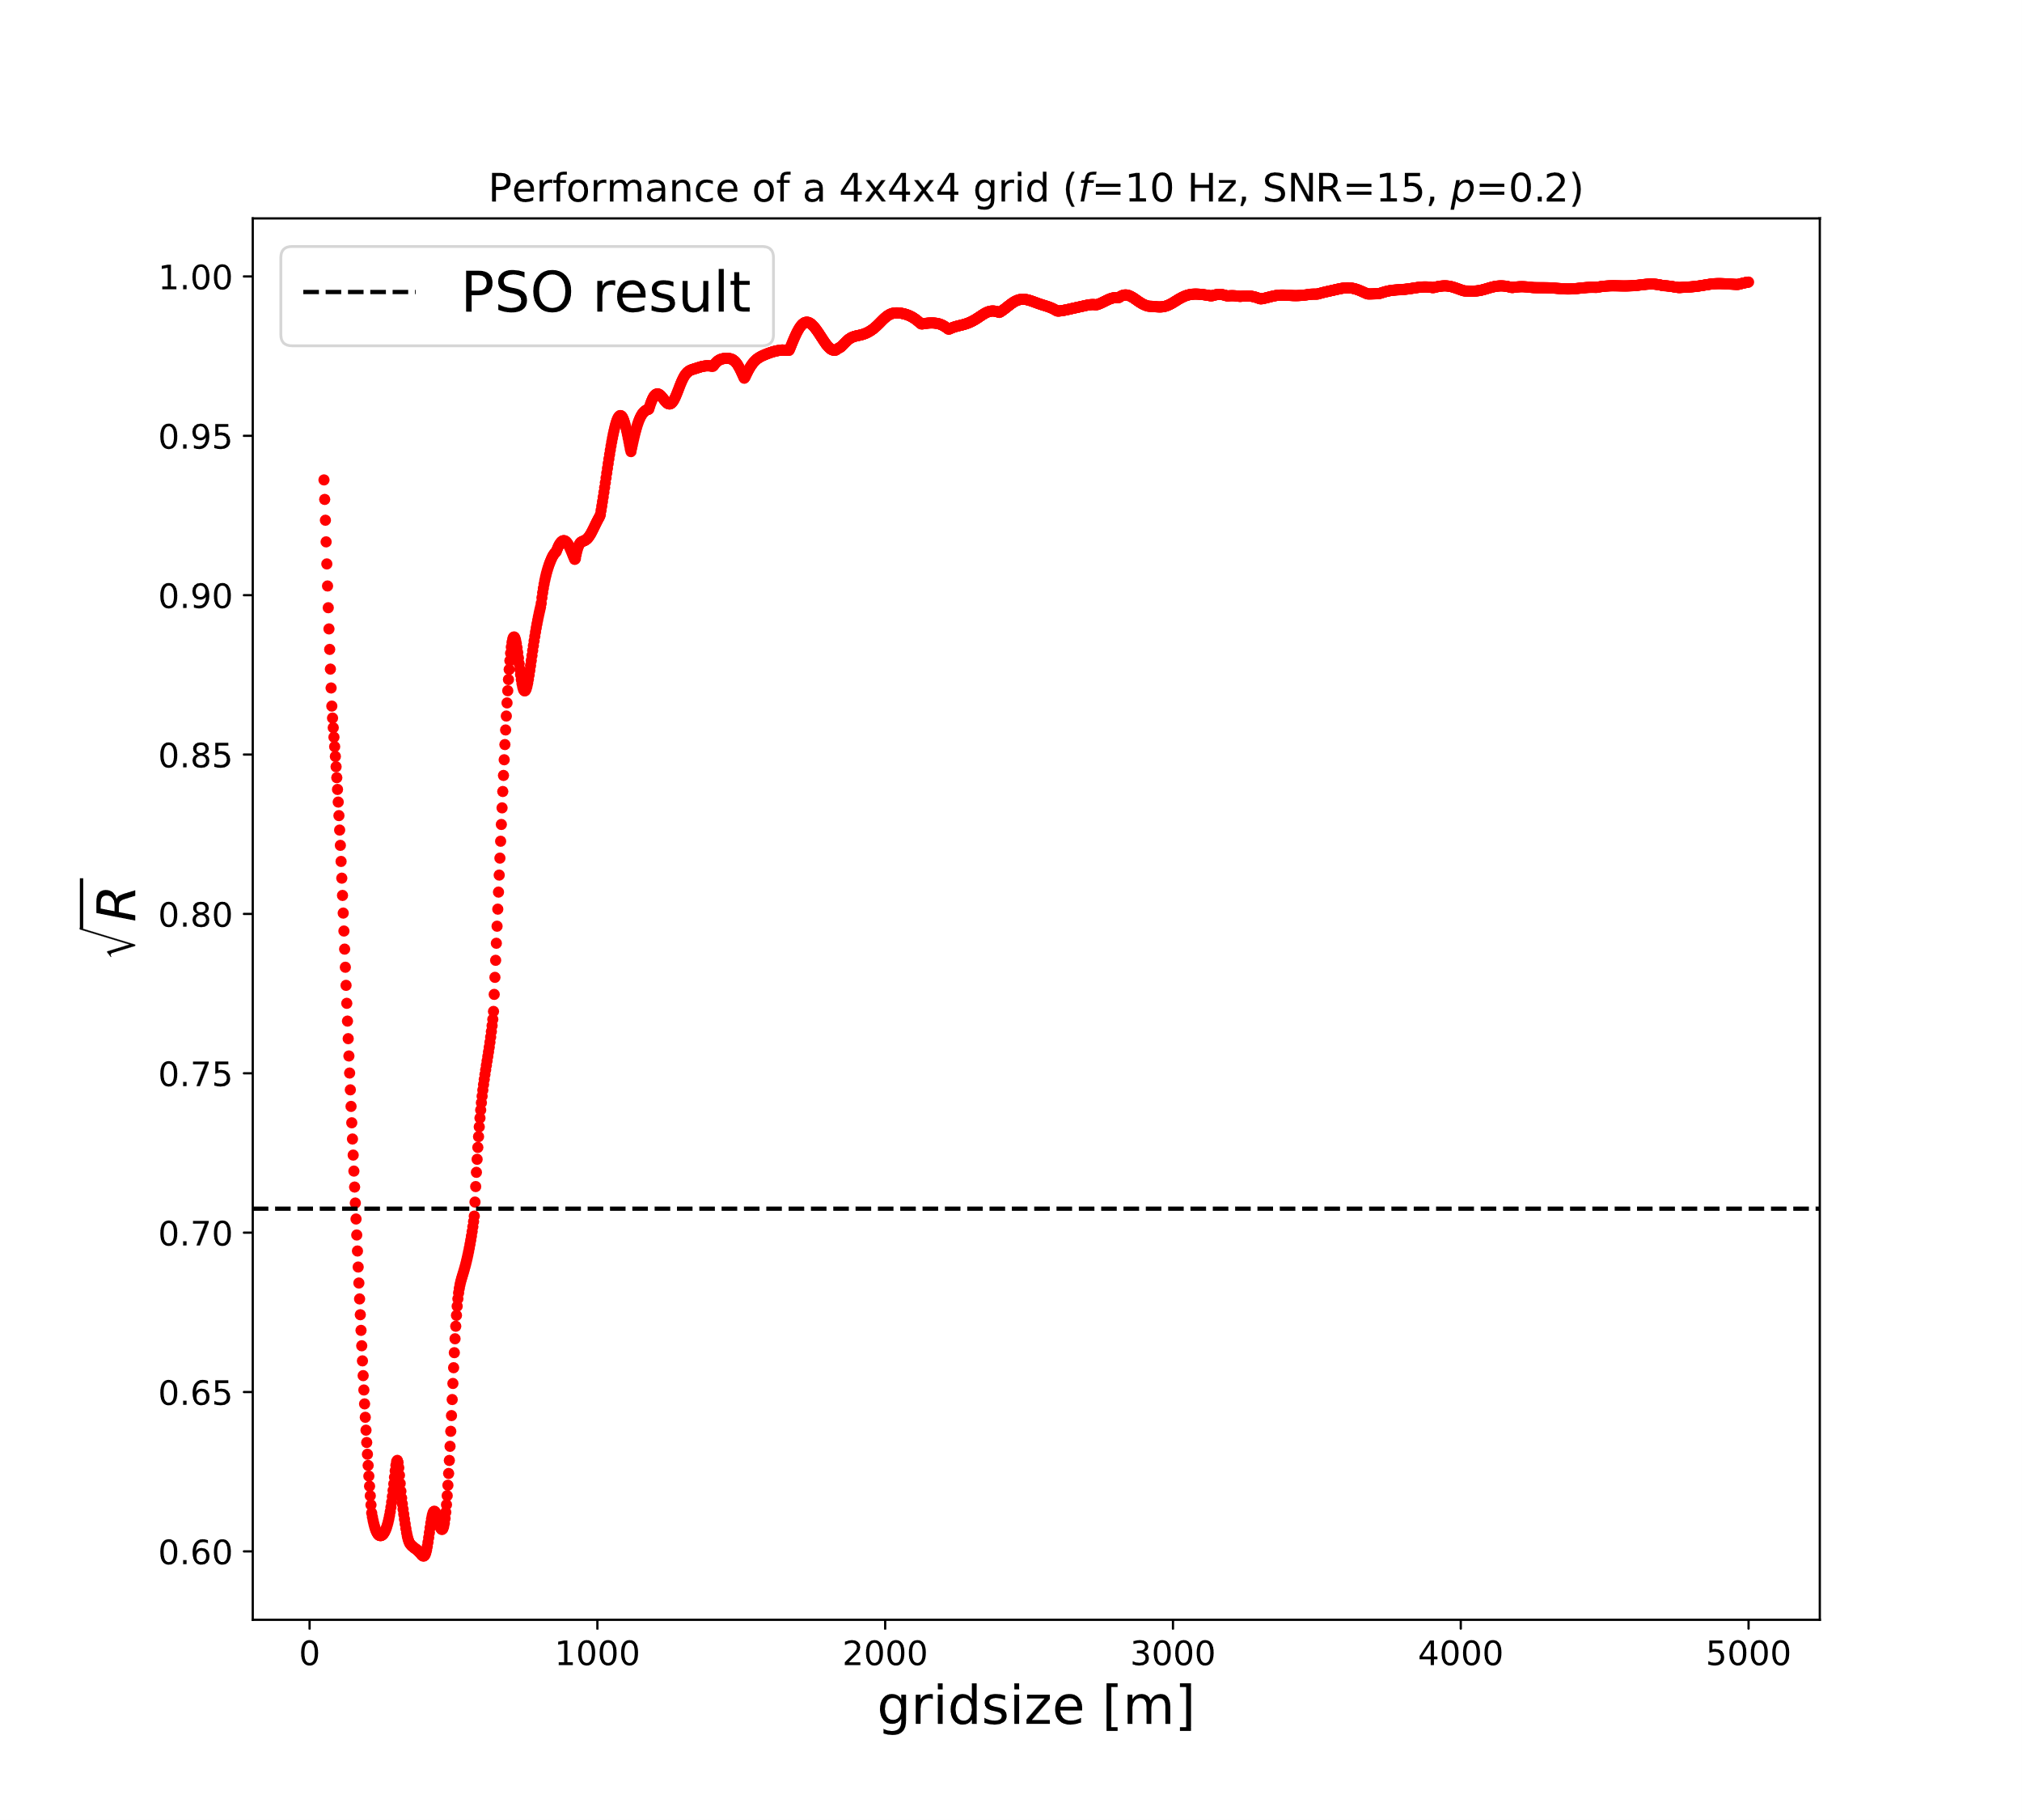 Performance of a 4x4x4 grid (f=10 Hz, SNR=15, p=0.2)
PSO result
1.00
0.95
0.90
0.85
0.80
0.75
0.70
0.65
0.60
√R
0 1000 2000 3000 4000 5000
gridsize [m]